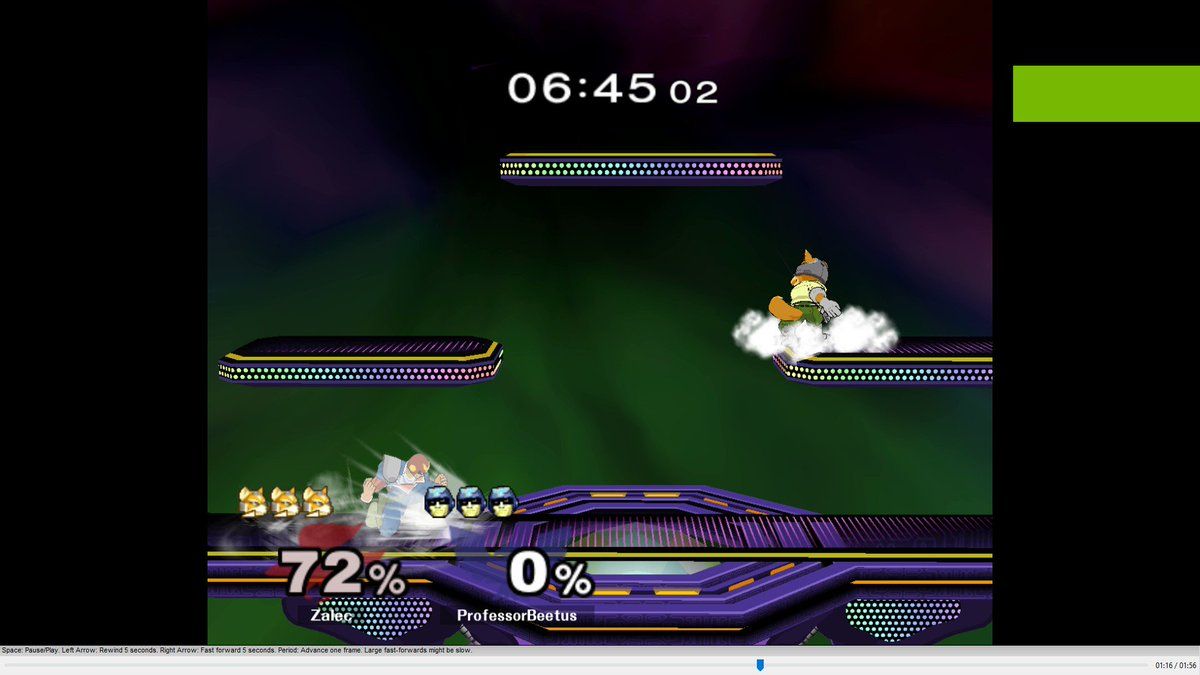 06:45 02
72% 0%
Zalec ProfessorBeetus
Space: Pause/Play. Left Arrow: Rewind 5 seconds. Right Arrow: Fast forward 5 seconds. Period: Advance one frame. Large fast-forwards might be slow.
01:16 / 01:56